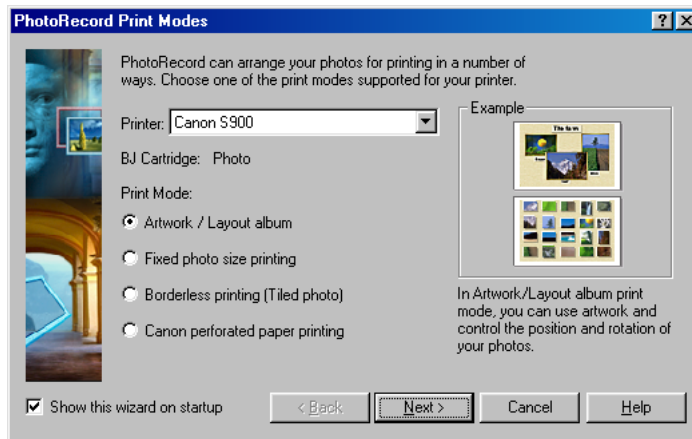 PhotoRecord Print Modes
PhotoRecord can arrange your photos for printing in a number of
ways. Choose one of the print modes supported for your printer.
Printer: Canon S900
BJ Cartridge: Photo
Print Mode:
Artwork / Layout album
Fixed photo size printing
Borderless printing (Tiled photo)
Canon perforated paper printing
Example
The farm
In Artwork/Layout album print
mode, you can use artwork and
control the position and rotation of
your photos.
Show this wizard on startup
< Back
Next >
Cancel
Help